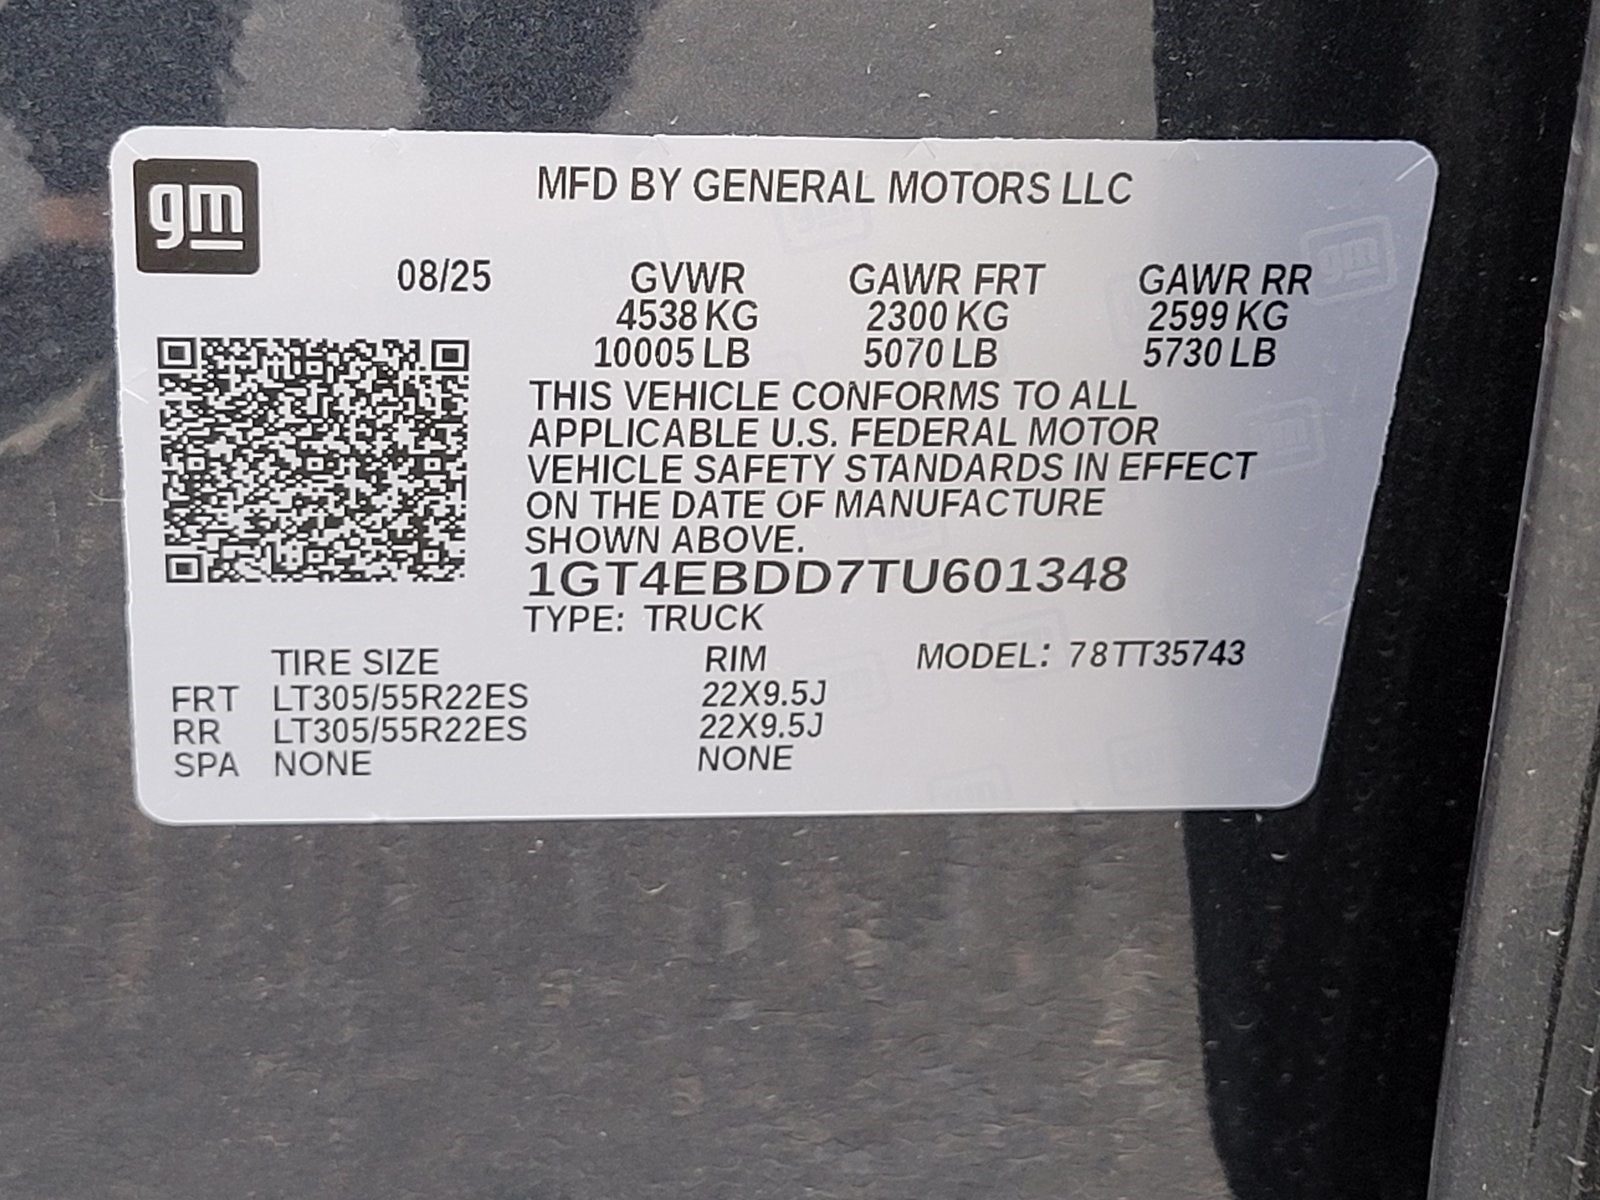 gm
MFD BY GENERAL MOTORS LLC
08/25 GVWR GAWR FRT GAWR RR
4538 KG 2300 KG 2599 KG
10005 LB 5070 LB 5730 LB
THIS VEHICLE CONFORMS TO ALL
APPLICABLE U.S. FEDERAL MOTOR
VEHICLE SAFETY STANDARDS IN EFFECT
ON THE DATE OF MANUFACTURE
SHOWN ABOVE.
1GT4EBDD7TU601348
TYPE: TRUCK
TIRE SIZE RIM MODEL: 78TT35743
FRT LT305/55R22ES 22X9.5J
RR LT305/55R22ES 22X9.5J
SPA NONE NONE